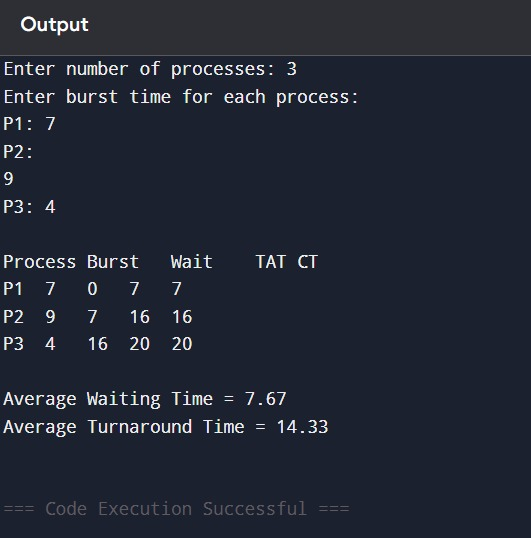 Output
Enter number of processes: 3
Enter burst time for each process:
P1: 7
P2:
9
P3: 4
Process Burst Wait TAT CT
P1 7 0 7 7
P2 9 7 16 16
P3 4 16 20 20
Average Waiting Time = 7.67
Average Turnaround Time = 14.33
=== Code Execution Successful ===